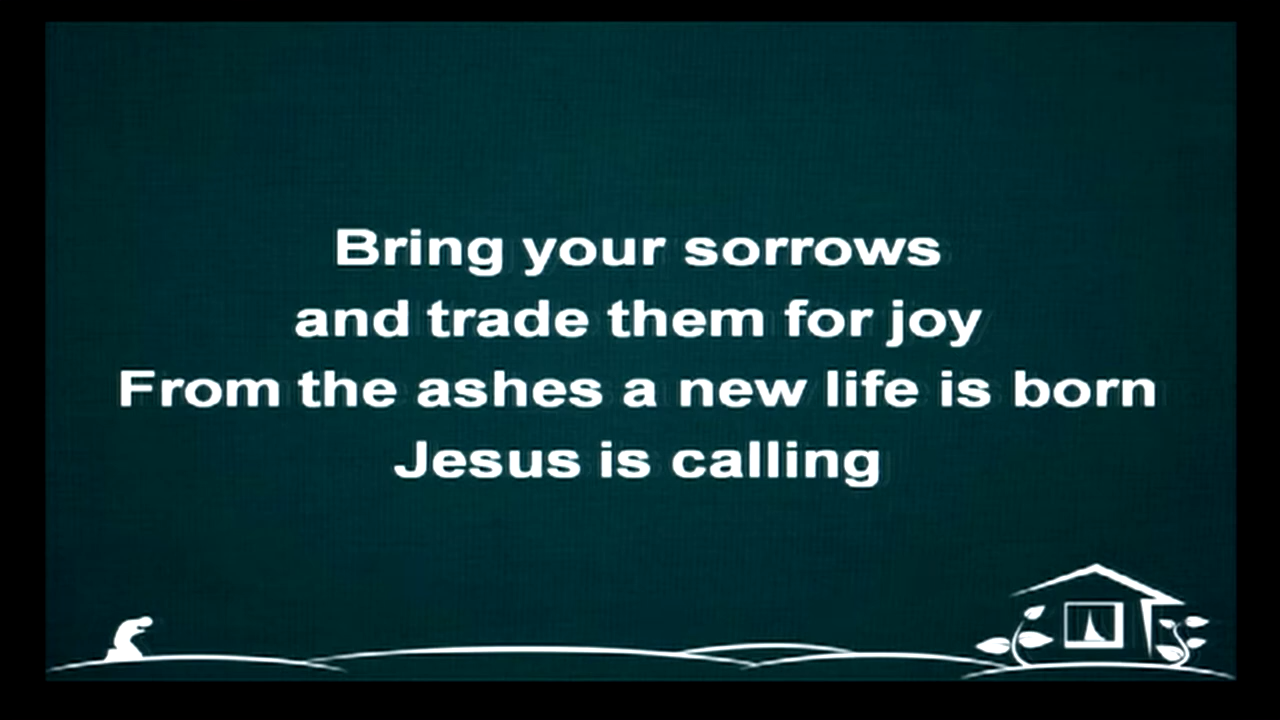 Bring your sorrows
and trade them for joy
From the ashes a new life is born
Jesus is calling